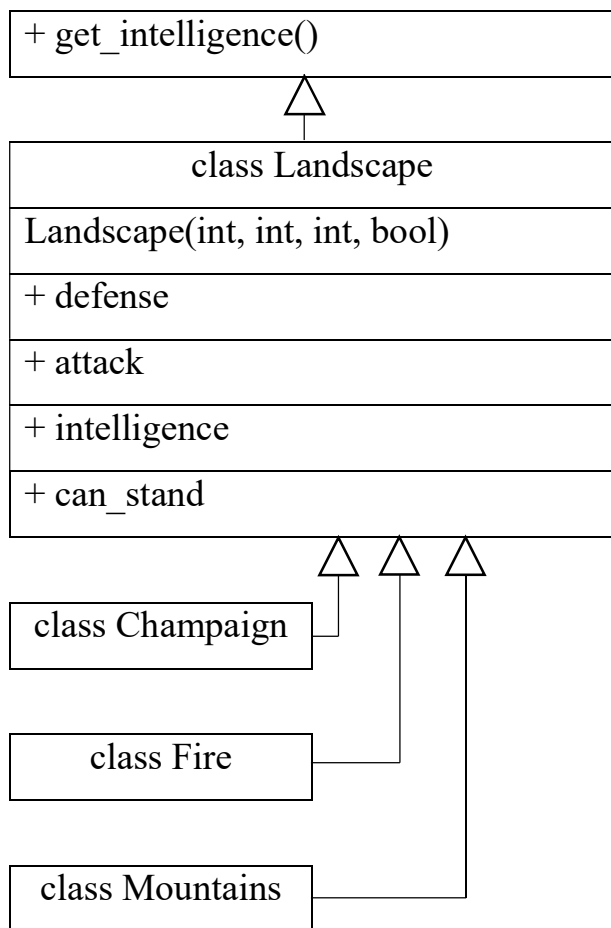 + get_intelligence()
class Landscape
Landscape(int, int, int, bool)
+ defense
+ attack
+ intelligence
+ can_stand
class Champaign
class Fire
class Mountains